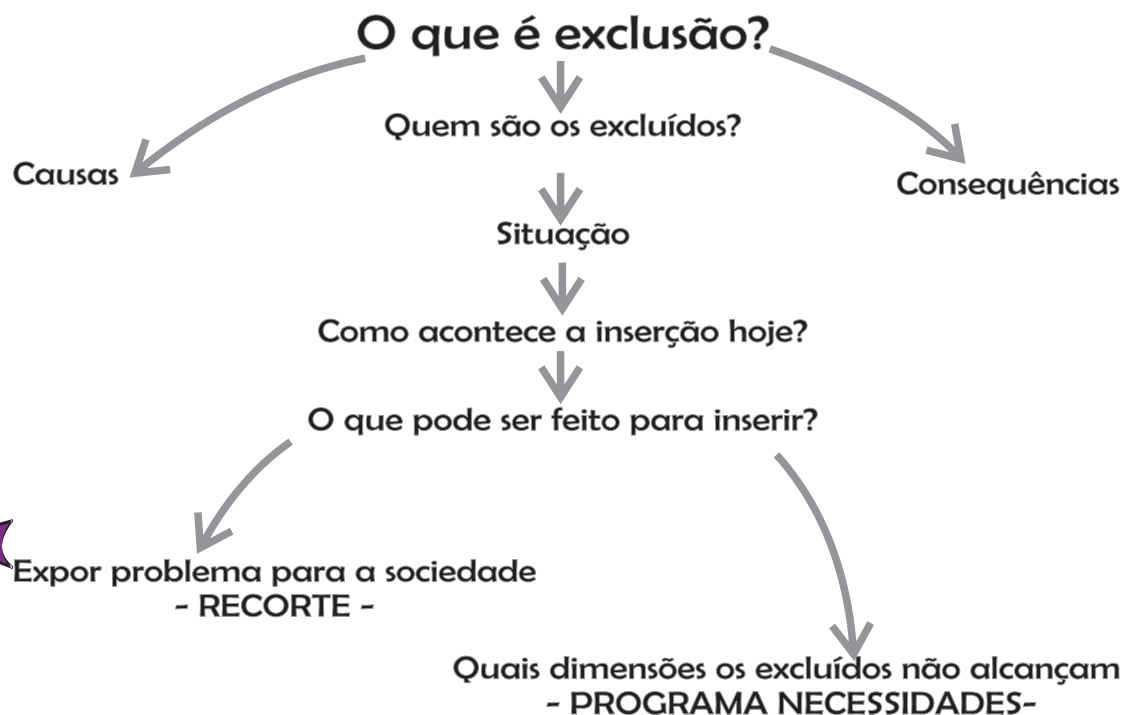 O que é exclusão?
Quem são os excluídos?
Causas
Consequências
Situação
Como acontece a inserção hoje?
O que pode ser feito para inserir?
Expor problema para a sociedade
- RECORTE -
Quais dimensões os excluídos não alcançam
- PROGRAMA NECESSIDADES-